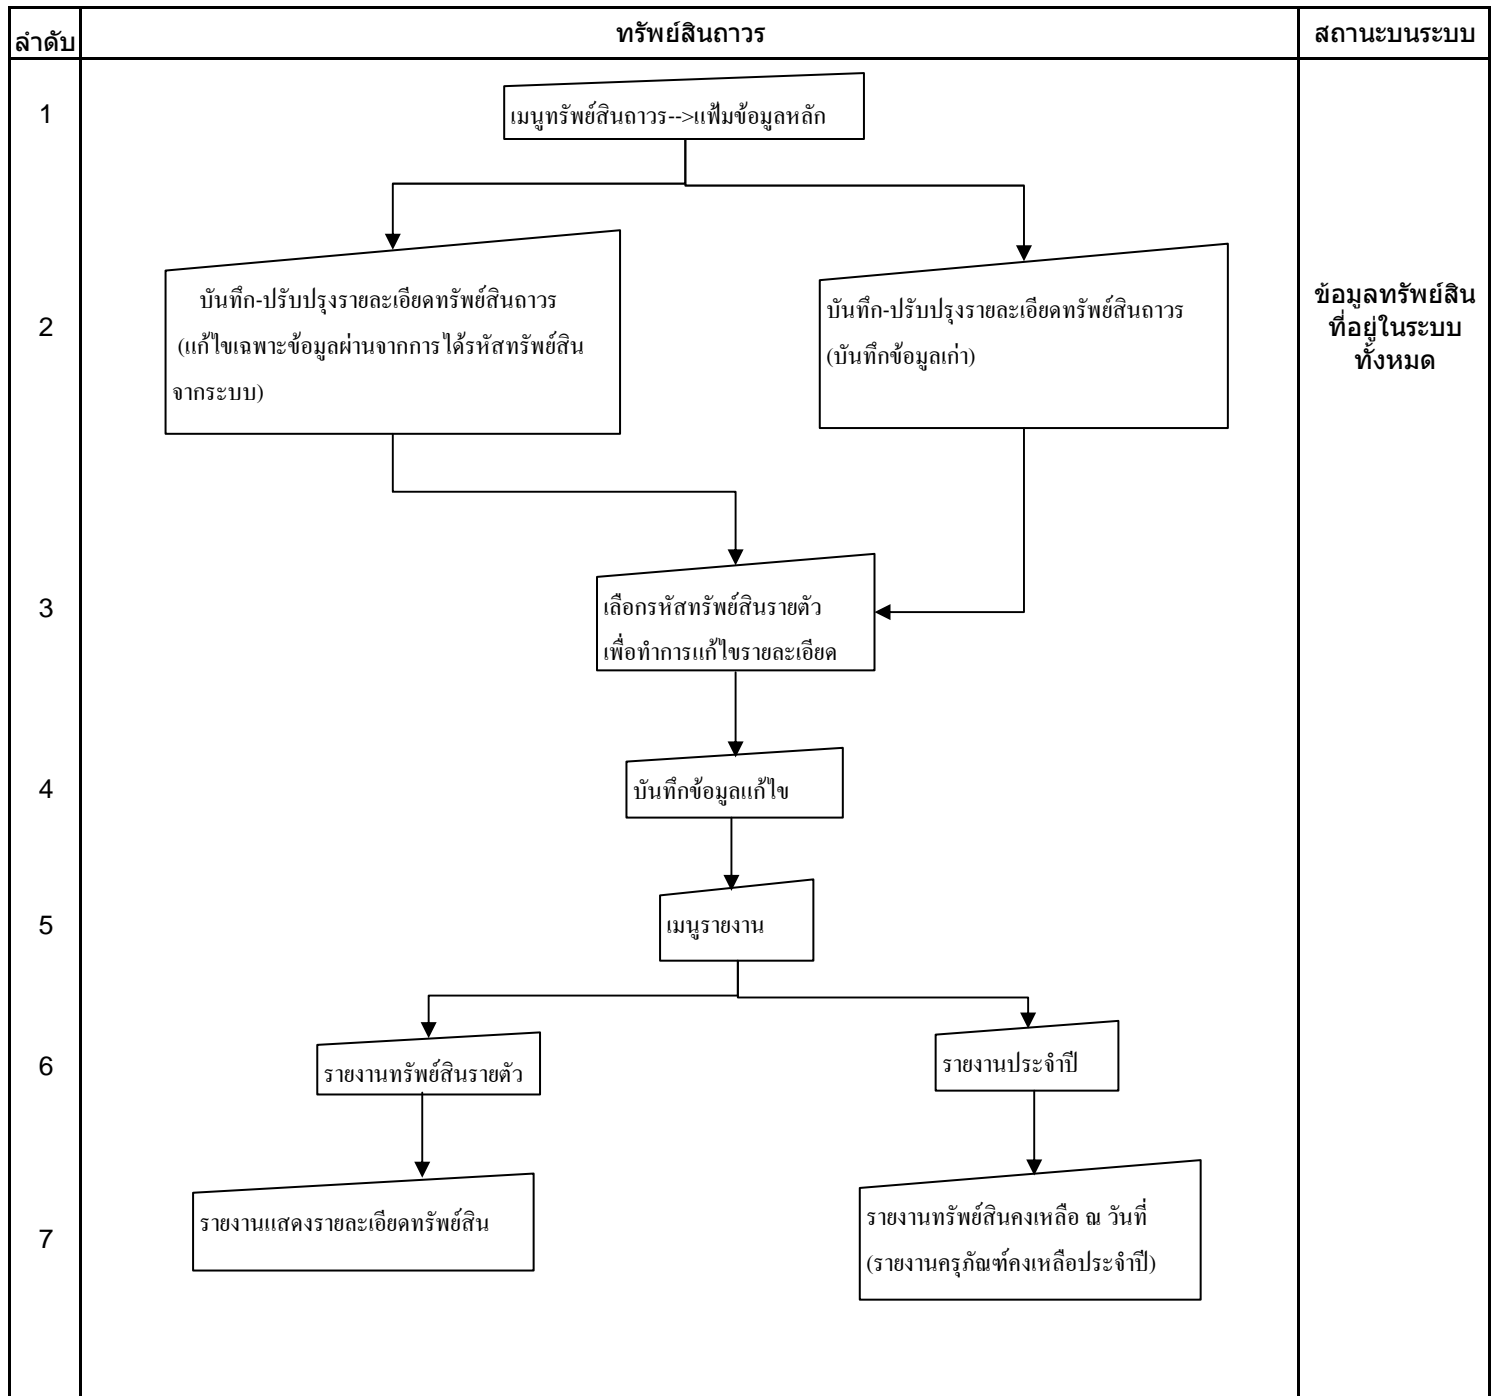 ลำดับ
ทรัพย์สินถาวร
สถานะบนระบบ
1
เมนูทรัพย์สินถาวร-->แฟ้มข้อมูลหลัก
2
บันทึก-ปรับปรุงรายละเอียดทรัพย์สินถาวร
(แก้ไขเฉพาะข้อมูลผ่านจากการได้รหัสทรัพย์สิน
จากระบบ)
บันทึก-ปรับปรุงรายละเอียดทรัพย์สินถาวร
(บันทึกข้อมูลเก่า)
ข้อมูลทรัพย์สิน
ที่อยู่ในระบบ
ทั้งหมด
3
เลือกรหัสทรัพย์สินรายตัว
เพื่อทำการแก้ไขรายละเอียด
4
บันทึกข้อมูลแก้ไข
5
เมนูรายงาน
6
รายงานทรัพย์สินรายตัว
รายงานประจำปี
7
รายงานแสดงรายละเอียดทรัพย์สิน
รายงานทรัพย์สินคงเหลือ ณ วันที่
(รายงานครุภัณฑ์คงเหลือประจำปี)